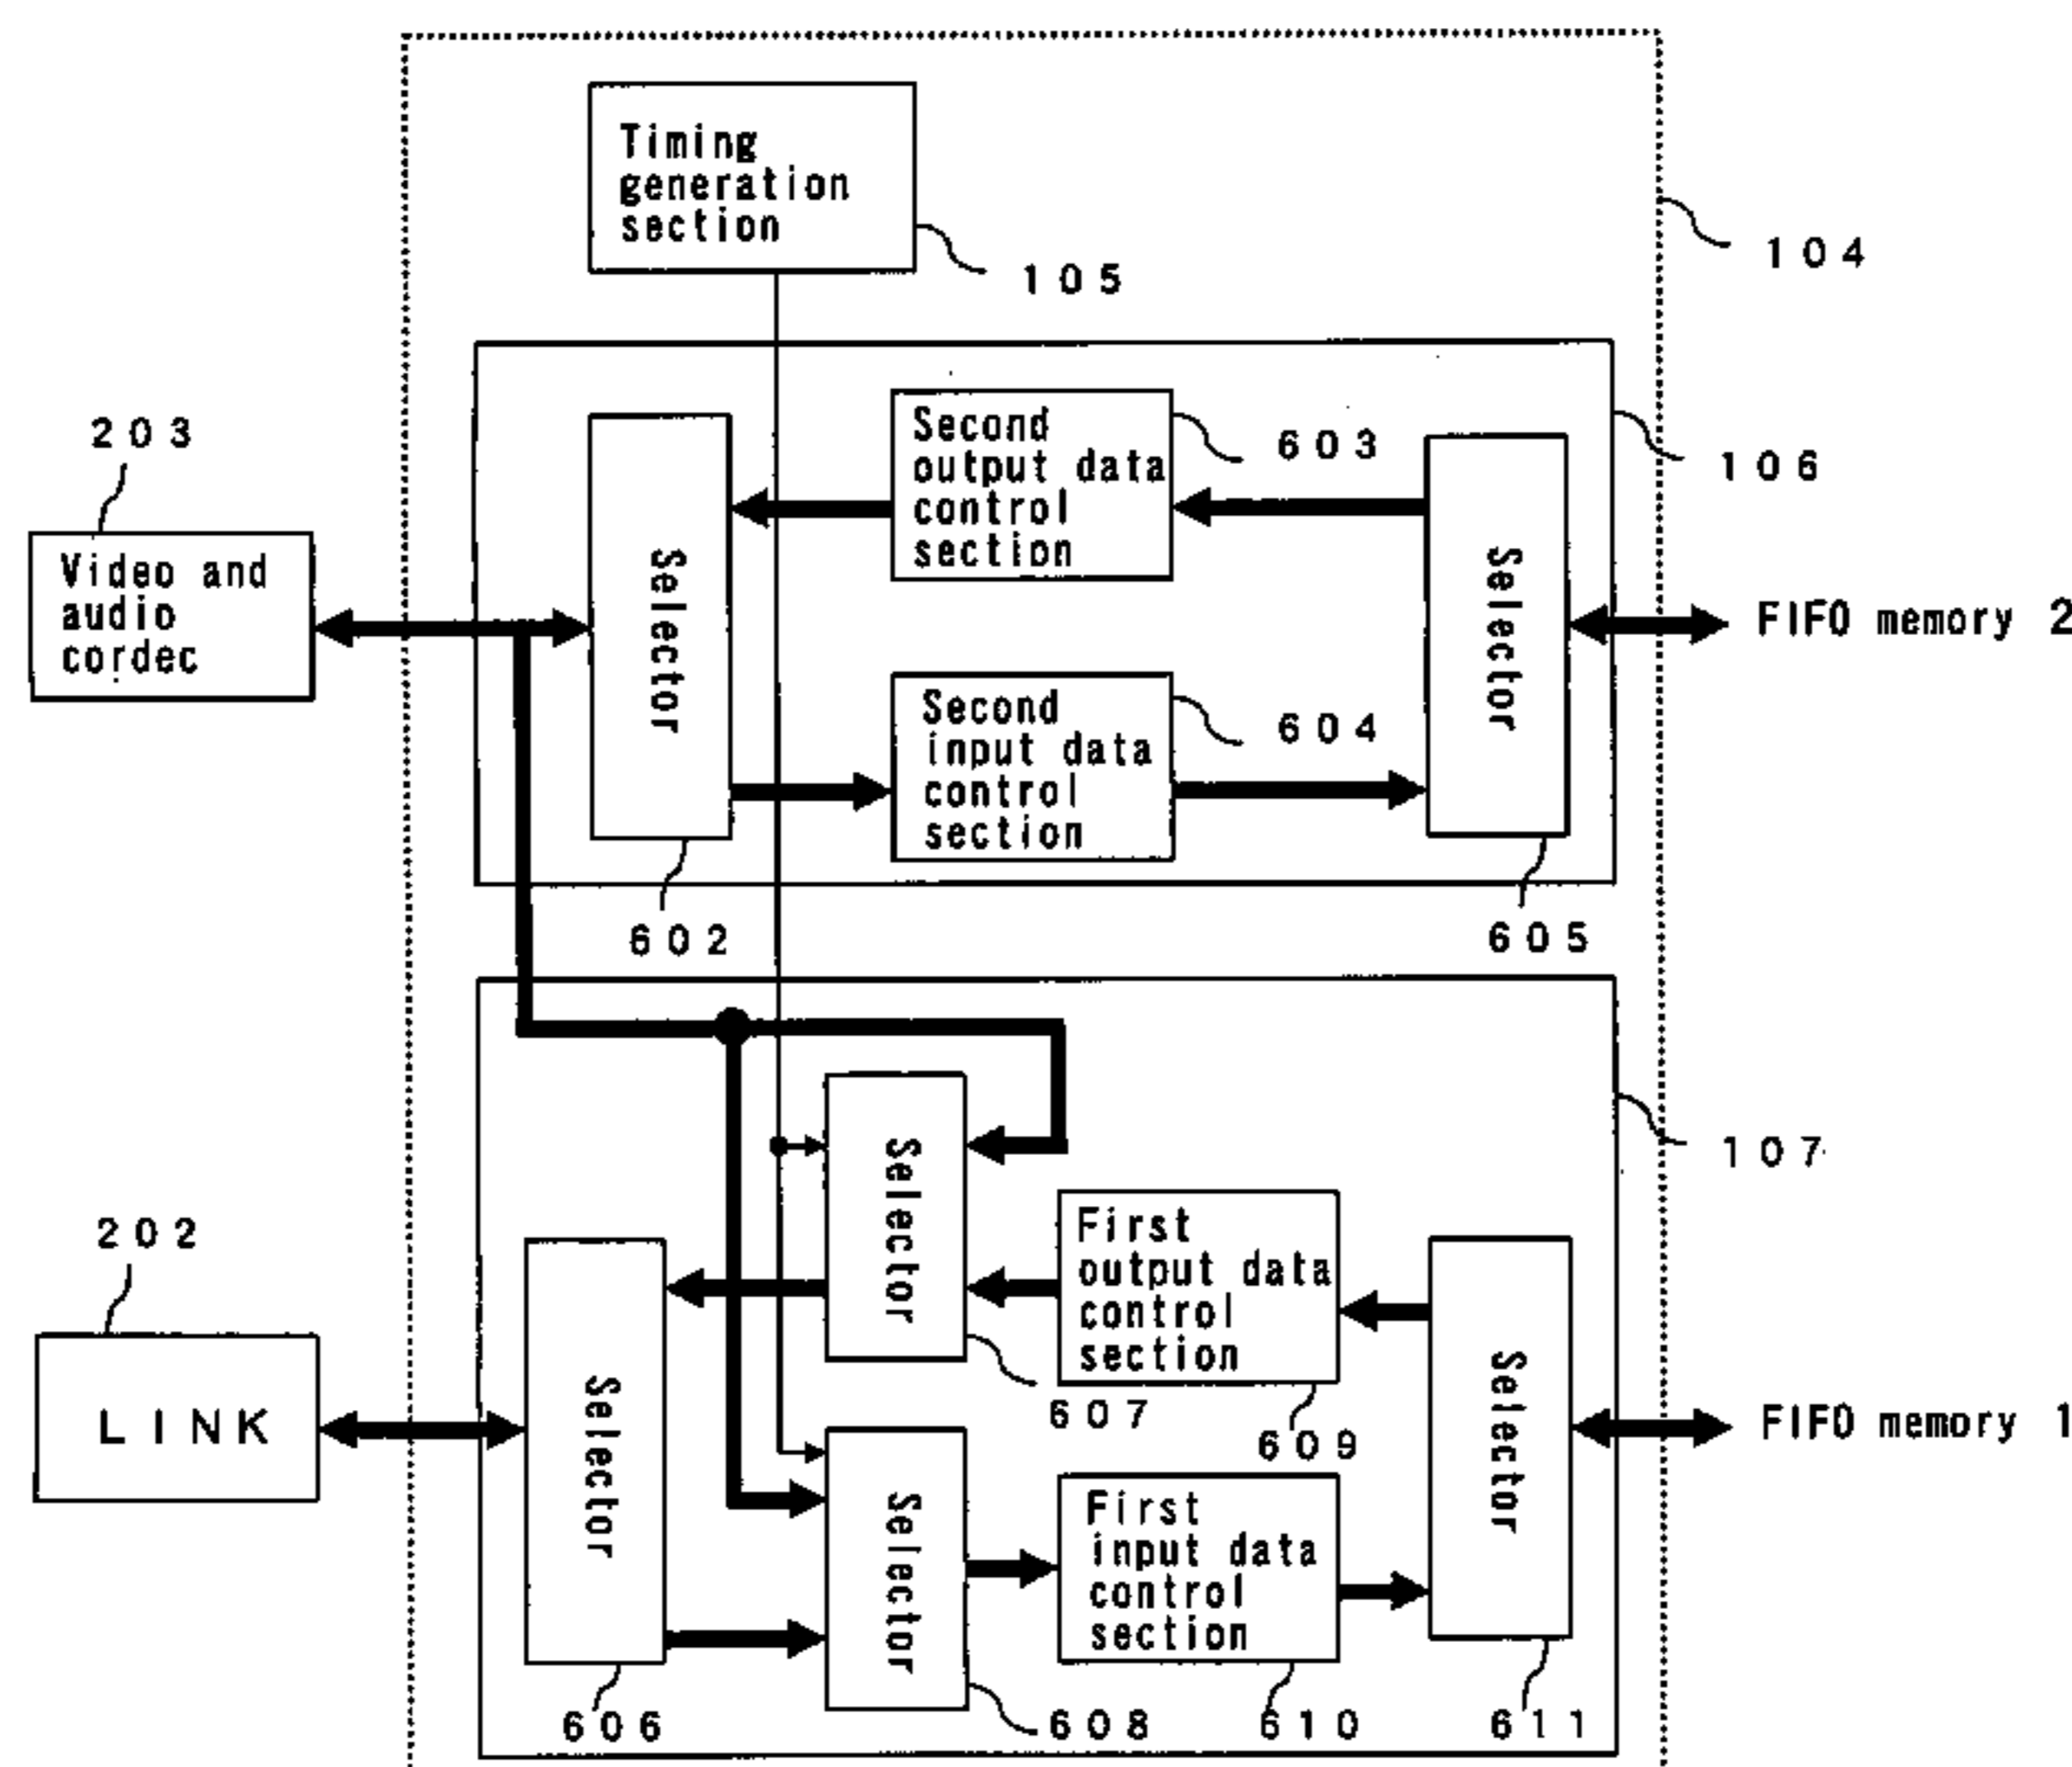 Timing
generation
section
105
104
203
Video and
audio
cordec
Selector
602
Second
output data
control
section
603
Second
input data
control
section
604
Selector
605
106
FIFO memory 2
107
202
LINK
Selector
606
Selector
607
Selector
608
First
output data
control
section
609
First
input data
control
section
610
Selector
611
FIFO memory 1